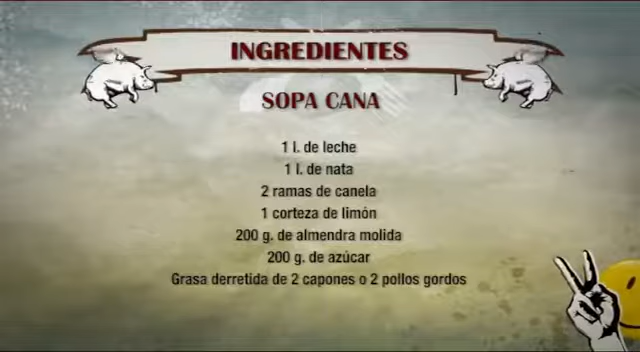 INGREDIENTES
SOPA CANA
1 l. de leche
1 l. de nata
2 ramas de canela
1 corteza de limón
200 g. de almendra molida
200 g. de azúcar
Grasa derretida de 2 capones o 2 pollos gordos